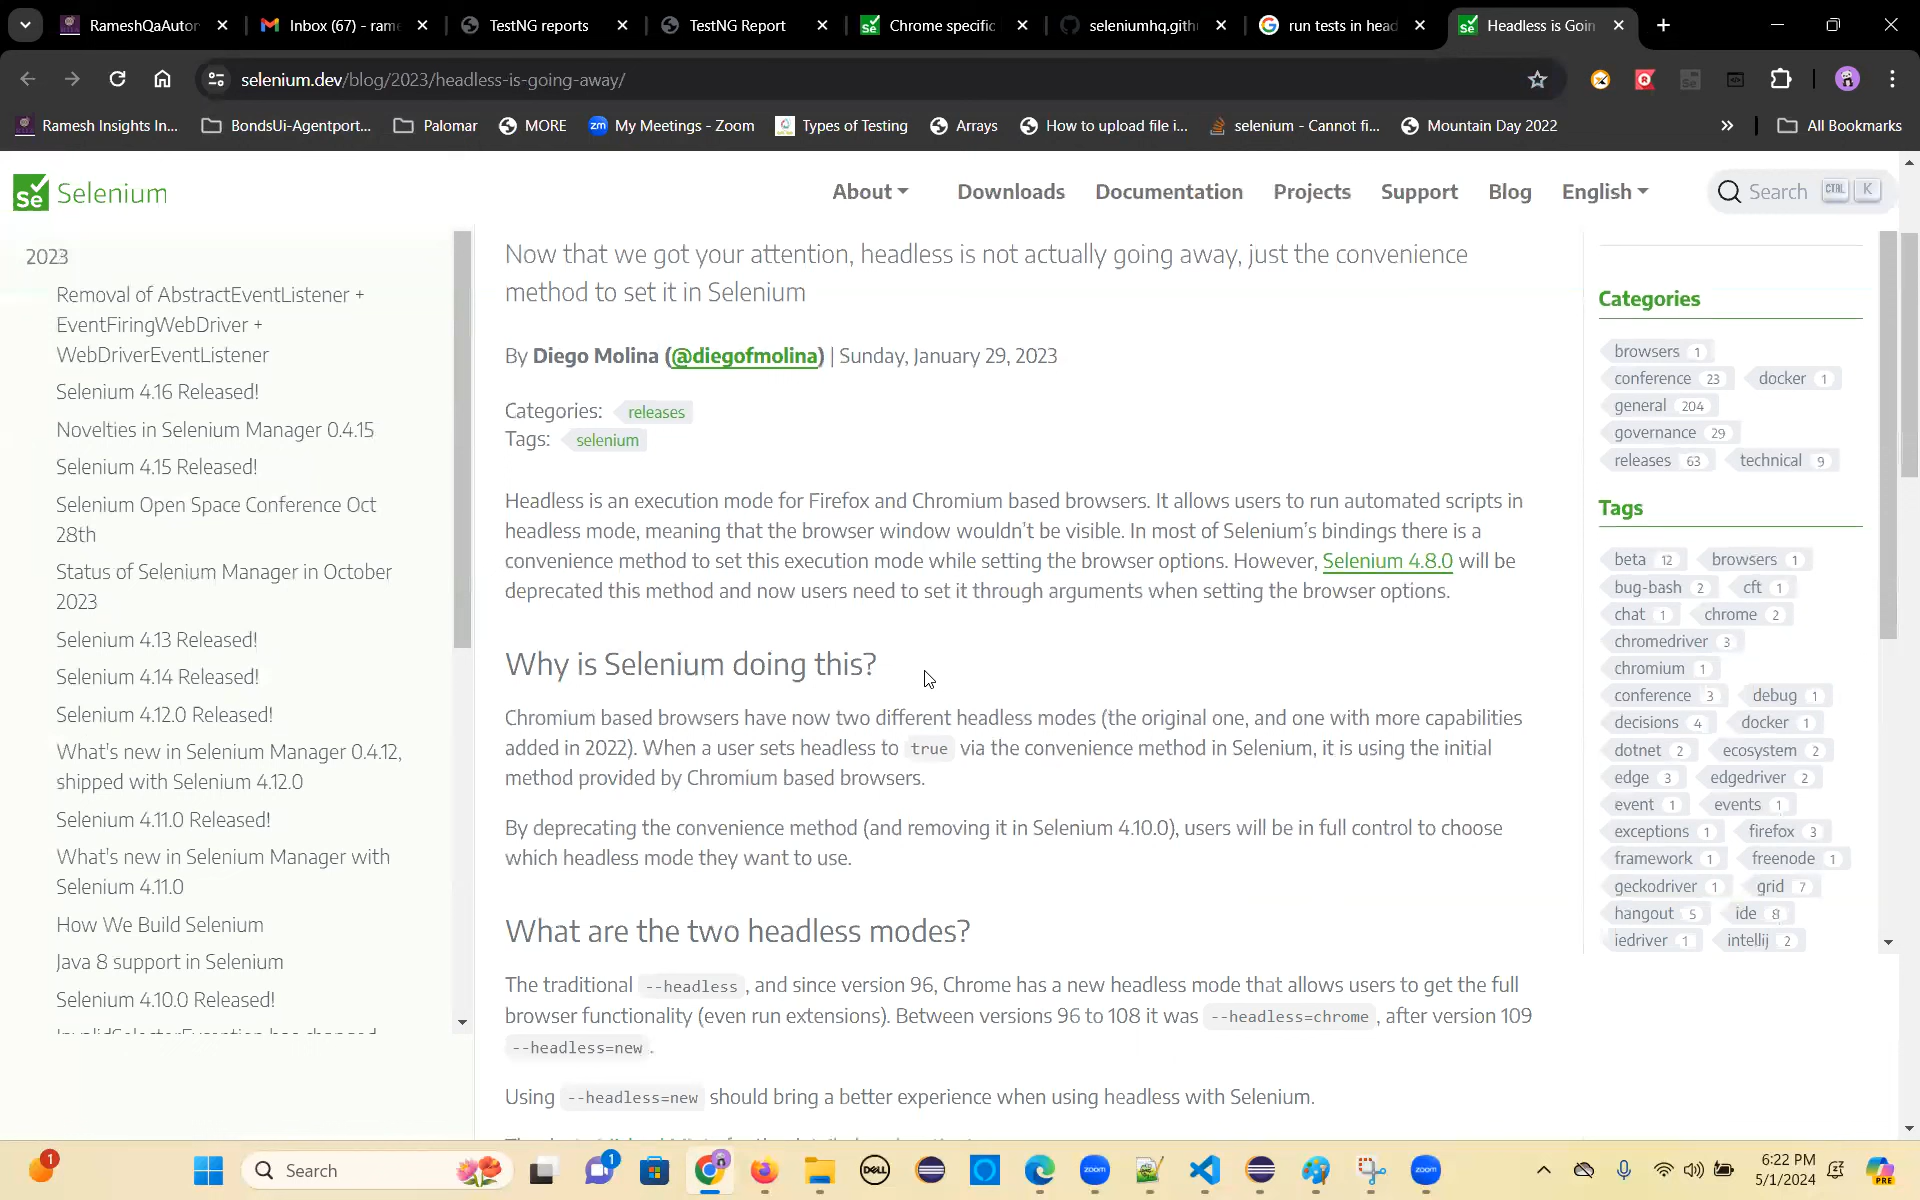 RameshQaAutor
Inbox (67) - rame
TestNG reports
TestNG Report
Chrome specific
seleniumhq.gith
run tests in head
Headless is Goin
selenium.dev/blog/2023/headless-is-going-away/
Ramesh Insights In...
BondsUi-Agentport...
Palomar
MORE
zm
My Meetings - Zoom
Types of Testing
Arrays
How to upload file i...
selenium - Cannot fi...
Mountain Day 2022
All Bookmarks
Se Selenium
About
Downloads
Documentation
Projects
Support
Blog
English
Search CTRL K
2023
Removal of AbstractEventListener +
EventFiringWebDriver +
WebDriverEventListener
Selenium 4.16 Released!
Novelties in Selenium Manager 0.4.15
Selenium 4.15 Released!
Selenium Open Space Conference Oct
28th
Status of Selenium Manager in October
2023
Selenium 4.13 Released!
Selenium 4.14 Released!
Selenium 4.12.0 Released!
What's new in Selenium Manager 0.4.12,
shipped with Selenium 4.12.0
Selenium 4.11.0 Released!
What's new in Selenium Manager with
Selenium 4.11.0
How We Build Selenium
Java 8 support in Selenium
Selenium 4.10.0 Released!
InvalidSelectorException has changed
Now that we got your attention, headless is not actually going away, just the convenience
method to set it in Selenium
By Diego Molina (@diegofmolina) | Sunday, January 29, 2023
Categories: releases
Tags: selenium
Headless is an execution mode for Firefox and Chromium based browsers. It allows users to run automated scripts in
headless mode, meaning that the browser window wouldn't be visible. In most of Selenium's bindings there is a
convenience method to set this execution mode while setting the browser options. However, Selenium 4.8.0 will be
deprecated this method and now users need to set it through arguments when setting the browser options.
Why is Selenium doing this?
Chromium based browsers have now two different headless modes (the original one, and one with more capabilities
added in 2022). When a user sets headless to true via the convenience method in Selenium, it is using the initial
method provided by Chromium based browsers.
By deprecating the convenience method (and removing it in Selenium 4.10.0), users will be in full control to choose
which headless mode they want to use.
What are the two headless modes?
The traditional --headless, and since version 96, Chrome has a new headless mode that allows users to get the full
browser functionality (even run extensions). Between versions 96 to 108 it was --headless=chrome, after version 109
--headless=new.
Using --headless=new should bring a better experience when using headless with Selenium.
Categories
browsers 1
conference 23 docker 1
general 204
governance 29
releases 63 technical 9
Tags
beta 12 browsers 1
bug-bash 2 cft 1
chat 1 chrome 2
chromedriver 3
chromium 1
conference 3 debug 1
decisions 4 docker 1
dotnet 2 ecosystem 2
edge 3 edgedriver 2
event 1 events 1
exceptions 1 firefox 3
framework 1 freenode 1
geckodriver 1 grid 7
hangout 5 ide 8
iedriver 1 intellij 2
1
Search
1
DELL
zoom
zoom
6:22 PM
5/1/2024
PRE